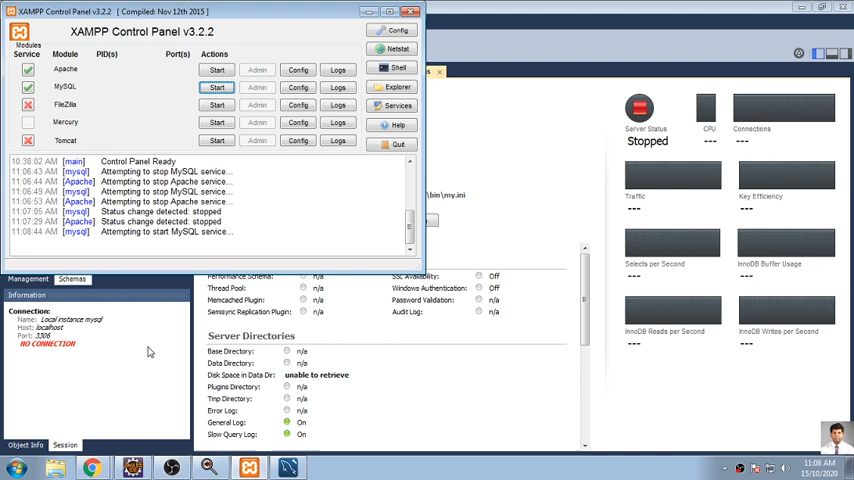 XAMPP Control Panel v3.2.2 [ Compiled: Nov 12th 2015 ]
XAMPP Control Panel v3.2.2
Config
Modules
Service Module PID(s) Port(s) Actions
Netstat
Apache Start Admin Config Logs
Shell
MySQL Start Admin Config Logs
Explorer
FileZilla Start Admin Config Logs
Services
Mercury Start Admin Config Logs
Help
Tomcat Start Admin Config Logs
Quit
10:38:02 AM [main] Control Panel Ready
11:06:43 AM [mysql] Attempting to stop MySQL service...
11:06:44 AM [Apache] Attempting to stop Apache service...
11:06:49 AM [mysql] Attempting to stop MySQL service...
11:06:53 AM [Apache] Attempting to stop Apache service...
11:07:05 AM [mysql] Status change detected: stopped
11:07:29 AM [Apache] Status change detected: stopped
11:08:44 AM [mysql] Attempting to start MySQL service...
Management Schemas
Information
Connection:
Name: Local instance mysql
Host: localhost
Port: 3306
NO CONNECTION
Object Info Session
\bin\my.ini
Performance Schema: n/a SSL Availability: Off
Thread Pool: n/a Windows Authentication: Off
Memcached Plugin: n/a Password Validation: n/a
Semisync Replication Plugin: n/a Audit Log: n/a
Server Directories
Base Directory: n/a
Data Directory: n/a
Disk Space in Data Dir: unable to retrieve
Plugins Directory: n/a
Tmp Directory: n/a
Error Log: n/a
General Log: On
Slow Query Log: On
Server Status CPU Connections
Stopped --- ---
Traffic Key Efficiency
--- ---
Selects per Second InnoDB Buffer Usage
--- ---
InnoDB Reads per Second InnoDB Writes per Second
--- ---
11:08 AM
15/10/2020